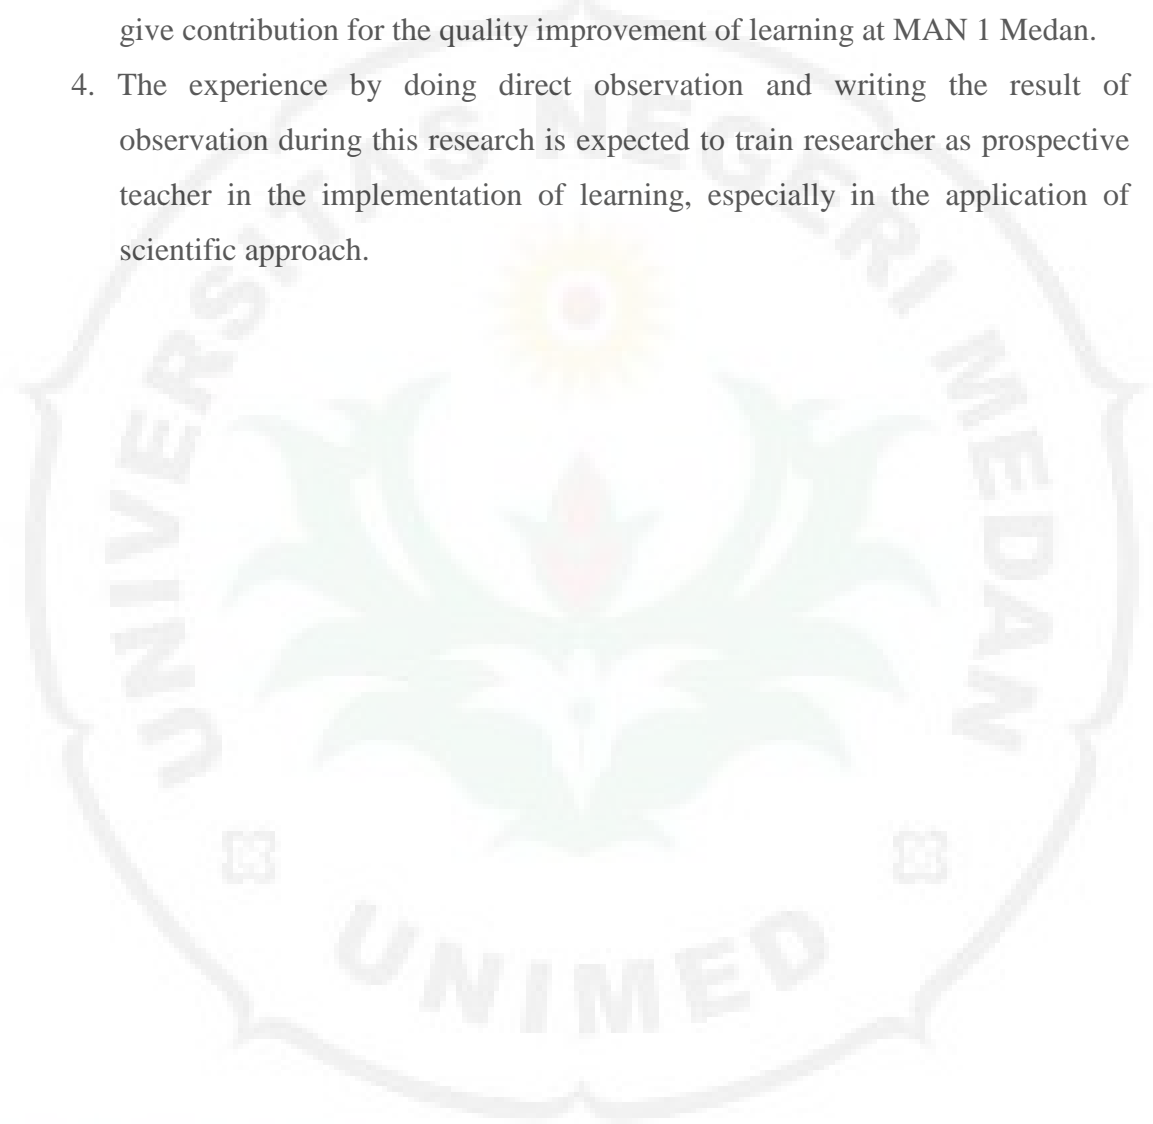 give contribution for the quality improvement of learning at MAN 1 Medan.
4. The experience by doing direct observation and writing the result of
observation during this research is expected to train researcher as prospective
teacher in the implementation of learning, especially in the application of
scientific approach.
UNIVERSITAS NEGERI MEDAN
UNIMED